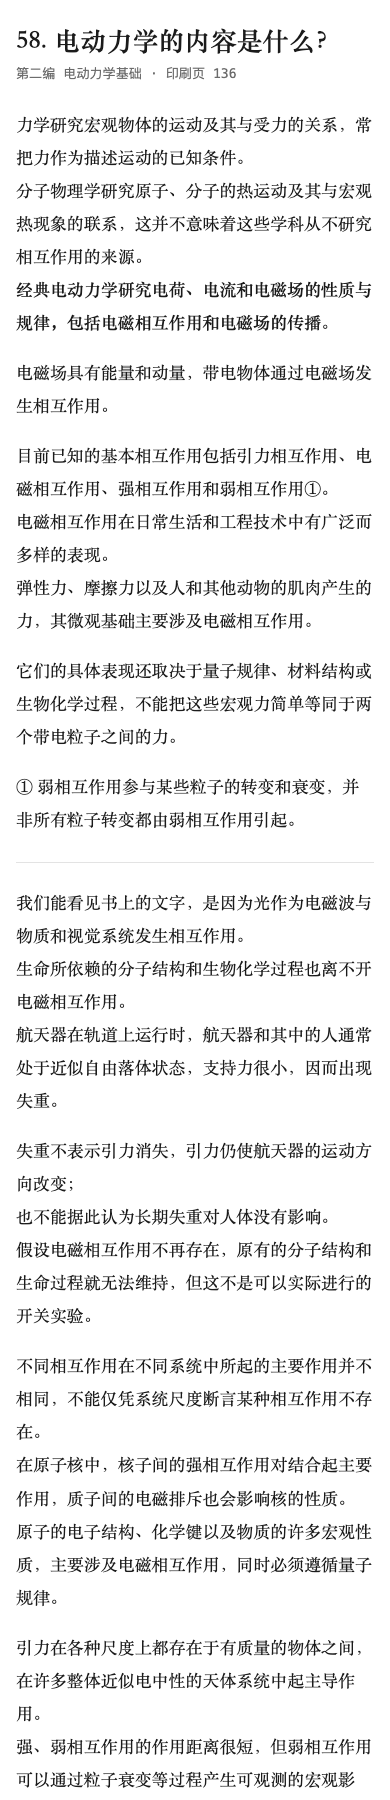 58. 电动力学的内容是什么?
第二编 电动力学基础 · 印刷页 136
力学研究宏观物体的运动及其与受力的关系，常
把力作为描述运动的已知条件。
分子物理学研究原子、分子的热运动及其与宏观
热现象的联系，这并不意味着这些学科从不研究
相互作用的来源。
经典电动力学研究电荷、电流和电磁场的性质与
规律，包括电磁相互作用和电磁场的传播。
电磁场具有能量和动量，带电物体通过电磁场发
生相互作用。
目前已知的基本相互作用包括引力相互作用、电
磁相互作用、强相互作用和弱相互作用①。
电磁相互作用在日常生活和工程技术中有广泛而
多样的表现。
弹性力、摩擦力以及人和其他动物的肌肉产生的
力，其微观基础主要涉及电磁相互作用。
它们的具体表现还取决于量子规律、材料结构或
生物化学过程，不能把这些宏观力简单等同于两
个带电粒子之间的力。
① 弱相互作用参与某些粒子的转变和衰变，并
非所有粒子转变都由弱相互作用引起。
我们能看见书上的文字，是因为光作为电磁波与
物质和视觉系统发生相互作用。
生命所依赖的分子结构和生物化学过程也离不开
电磁相互作用。
航天器在轨道上运行时，航天器和其中的人通常
处于近似自由落体状态，支持力很小，因而出现
失重。
失重不表示引力消失，引力仍使航天器的运动方
向改变；
也不能据此认为长期失重对人体没有影响。
假设电磁相互作用不再存在，原有的分子结构和
生命过程就无法维持，但这不是可以实际进行的
开关实验。
不同相互作用在不同系统中所起的主要作用并不
相同，不能仅凭系统尺度断言某种相互作用不存
在。
在原子核中，核子间的强相互作用对结合起主要
作用，质子间的电磁排斥也会影响核的性质。
原子的电子结构、化学键以及物质的许多宏观性
质，主要涉及电磁相互作用，同时必须遵循量子
规律。
引力在各种尺度上都存在于有质量的物体之间，
在许多整体近似电中性的天体系统中起主导作
用。
强、弱相互作用的作用距离很短，但弱相互作用
可以通过粒子衰变等过程产生可观测的宏观影